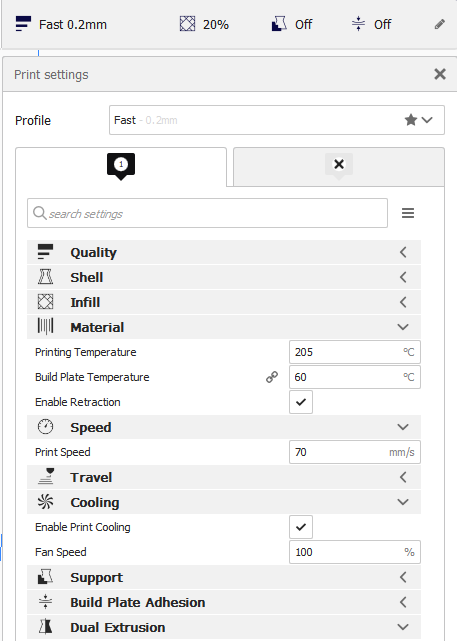 Fast 0.2mm 20% Off Off
Print settings
Profile Fast - 0.2mm
1
search settings
Quality
Shell
Infill
Material
Printing Temperature 205 °C
Build Plate Temperature 60 °C
Enable Retraction
Speed
Print Speed 70 mm/s
Travel
Cooling
Enable Print Cooling
Fan Speed 100 %
Support
Build Plate Adhesion
Dual Extrusion